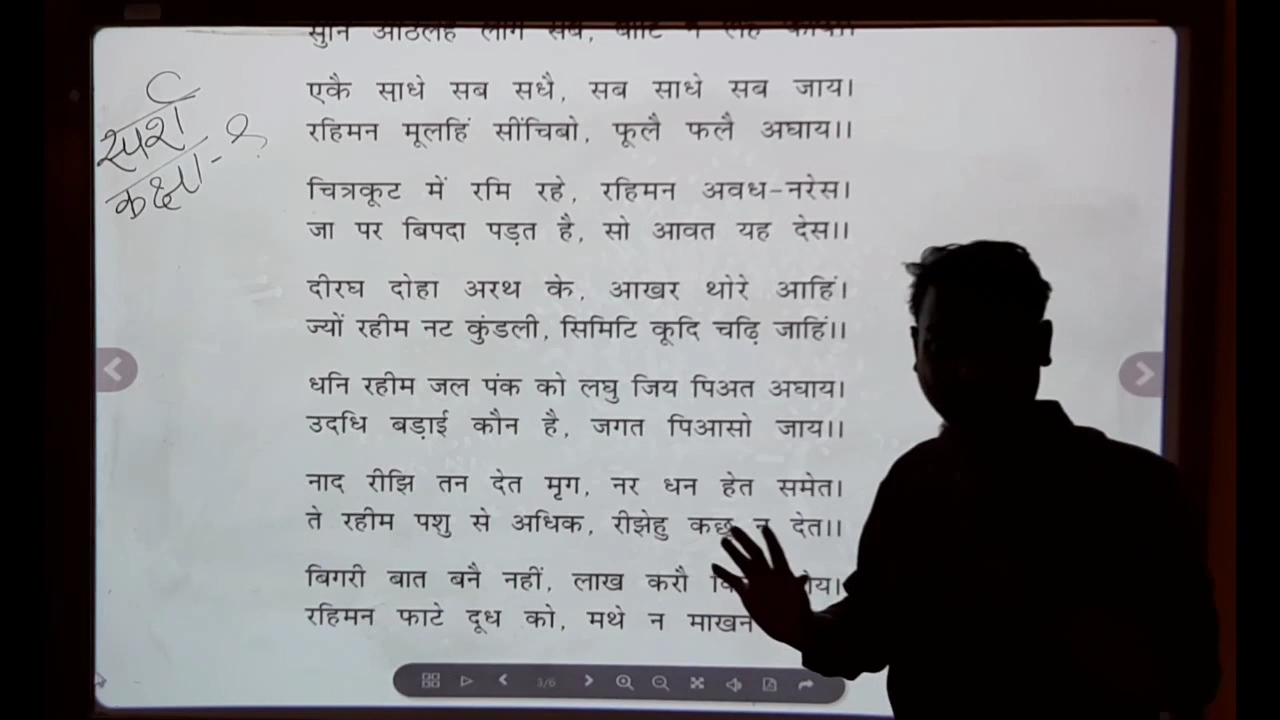 स्पर्श
कक्षा-९
एकै साधे सब सधै, सब साधे सब जाय।
रहिमन मूलहिं सींचिबो, फूलै फलै अघाय।।
चित्रकूट में रमि रहे, रहिमन अवध-नरेस।
जा पर बिपदा पड़त है, सो आवत यह देस।।
दीरघ दोहा अरथ के, आखर थोरे आहिं।
ज्यों रहीम नट कुंडली, सिमिटि कूदि चढ़ि जाहिं।।
धनि रहीम जल पंक को लघु जिय पिअत अघाय।
उदधि बड़ाई कौन है, जगत पिआसो जाय।।
नाद रीझि तन देत मृग, नर धन हेत समेत।
ते रहीम पशु से अधिक, रीझेहु कछू न देत।।
बिगरी बात बनै नहीं, लाख करौ
रहिमन फाटे दूध को, मथे न माखन
3/6